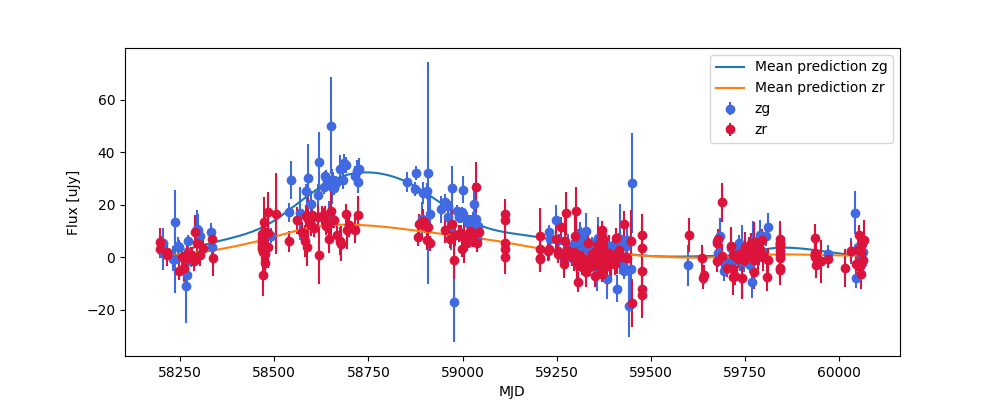 Mean prediction zg
Mean prediction zr
zg
zr
Flux [uJy]
60
40
20
0
−20
58250 58500 58750 59000 59250 59500 59750 60000
MJD